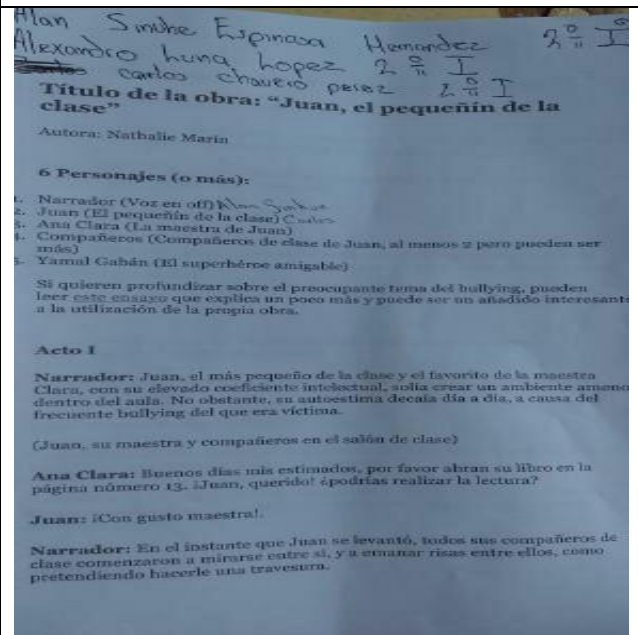 Alan Espinosa Hernandez 2º I
Alexandro Luna Lopez 2º I
Carlos Chavero perez 2º I
Título de la obra: “Juan, el pequeñín de la
clase”
Autora: Nathalie Marín
6 Personajes (o más):
1. Narrador (Voz en off) Alan
2. Juan (El pequeñín de la clase) Carlos
3. Ana Clara (La maestra de Juan)
4. Compañeros (Compañeros de clase de Juan, al menos 2 pero pueden ser
más)
5. Yamal Gabán (El superhéroe amigable)
Si quieren profundizar sobre el preocupante tema del bullying, pueden
leer este ensayo que explica un poco más y puede ser un añadido interesante
a la utilización de la propia obra.
Acto I
Narrador: Juan, el más pequeño de la clase y el favorito de la maestra
Clara, con su elevado coeficiente intelectual, solía crear un ambiente ameno
dentro del aula. No obstante, su autoestima decaía día a día, a causa del
frecuente bullying del que era víctima.
(Juan, su maestra y compañeros en el salón de clase)
Ana Clara: Buenos días mis estimados, por favor abran su libro en la
página número 13. ¡Juan, querido! ¿podrías realizar la lectura?
Juan: ¡Con gusto maestra!.
Narrador: En el instante que Juan se levantó, todos sus compañeros de
clase comenzaron a mirarse entre sí, y a emanar risas entre ellos, como
pretendiendo hacerle una travesura.